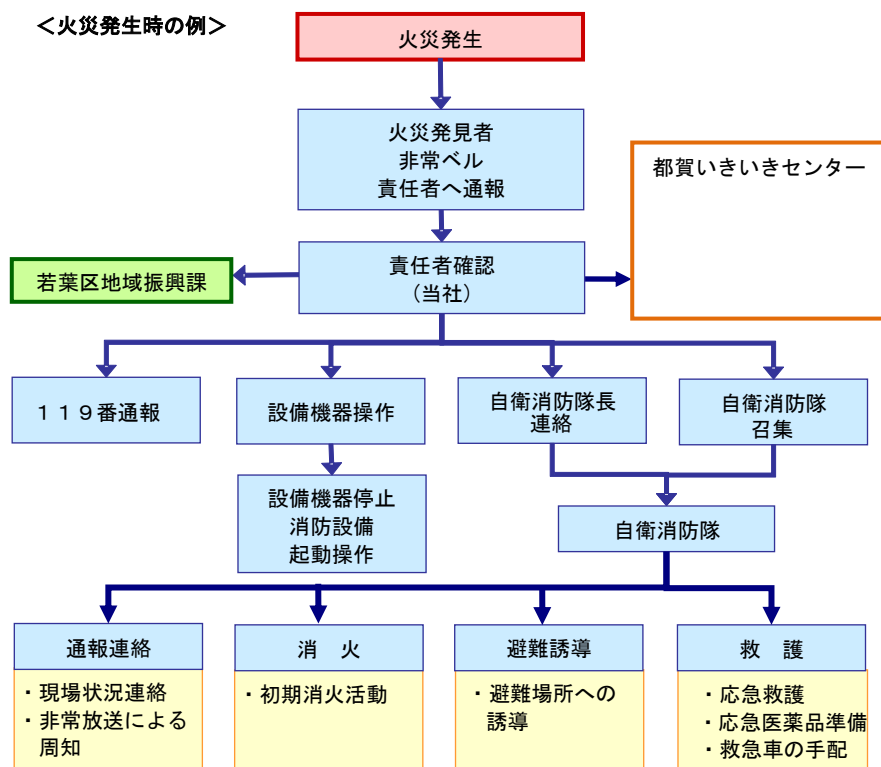 ＜火災発生時の例＞
火災発生
火災発見者
非常ベル
責任者へ通報
都賀いきいきセンター
若葉区地域振興課
責任者確認
（当社）
１１９番通報
設備機器操作
自衛消防隊長
連絡
自衛消防隊
召集
設備機器停止
消防設備
起動操作
自衛消防隊
通報連絡
・現場状況連絡
・非常放送による
周知
消　火
・初期消火活動
避難誘導
・避難場所への
誘導
救　護
・応急救護
・応急医薬品準備
・救急車の手配